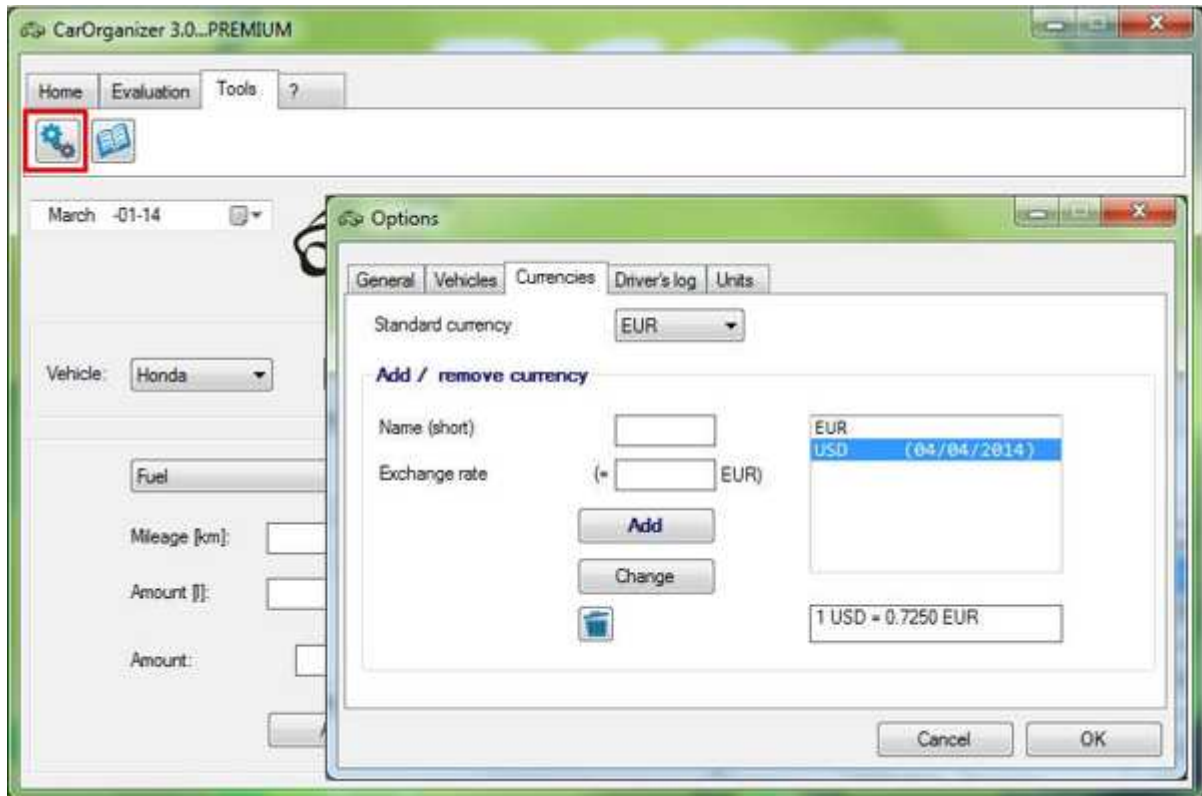 CarOrganizer 3.0...PREMIUM
Home Evaluation Tools ?
March -01-14
Vehicle: Honda
Fuel
Mileage [km]:
Amount [l]:
Amount:
Options
General Vehicles Currencies Driver's log Units
Standard currency EUR
Add / remove currency
Name (short)
Exchange rate (= EUR)
Add
Change
EUR
USD (04/04/2014)
1 USD = 0.7250 EUR
Cancel OK